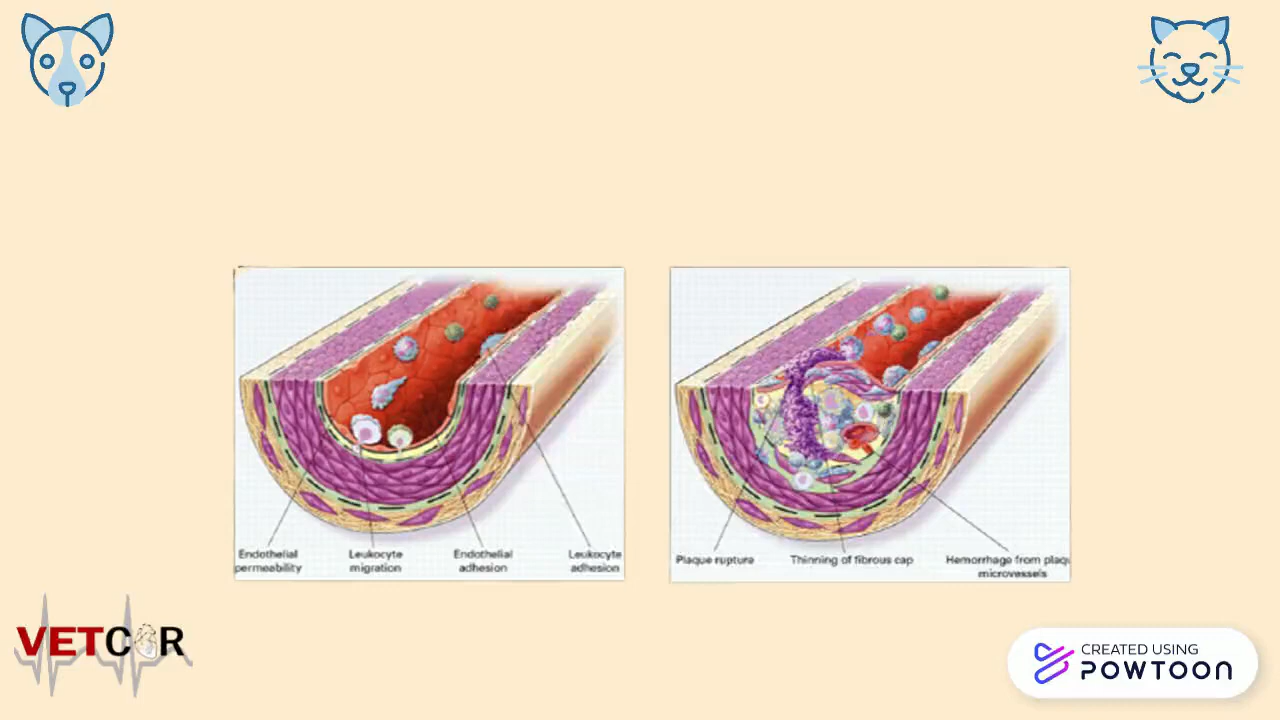 Endothelial
permeability
Leukocyte
migration
Endothelial
adhesion
Leukocyte
adhesion
Plaque rupture
Thinning of fibrous cap
Hemorrhage from plaq
microvessels
VETCOR
CREATED USING
POWTOON